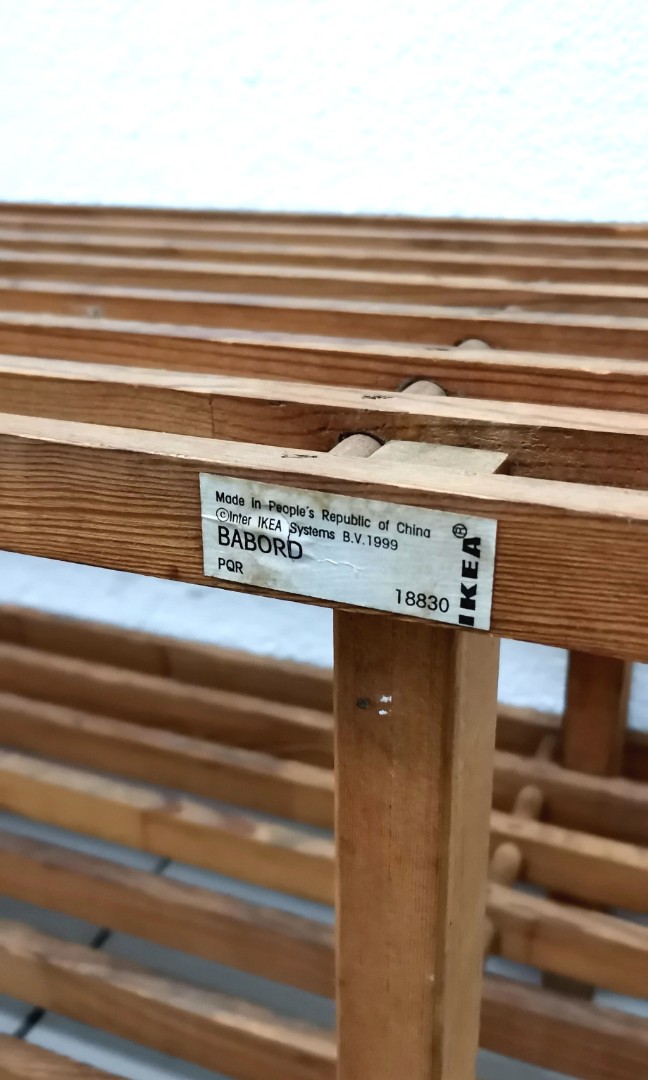 Made in People's Republic of China
©Inter IKEA Systems B.V.1999
BABORD
PQR
18830
IKEA®